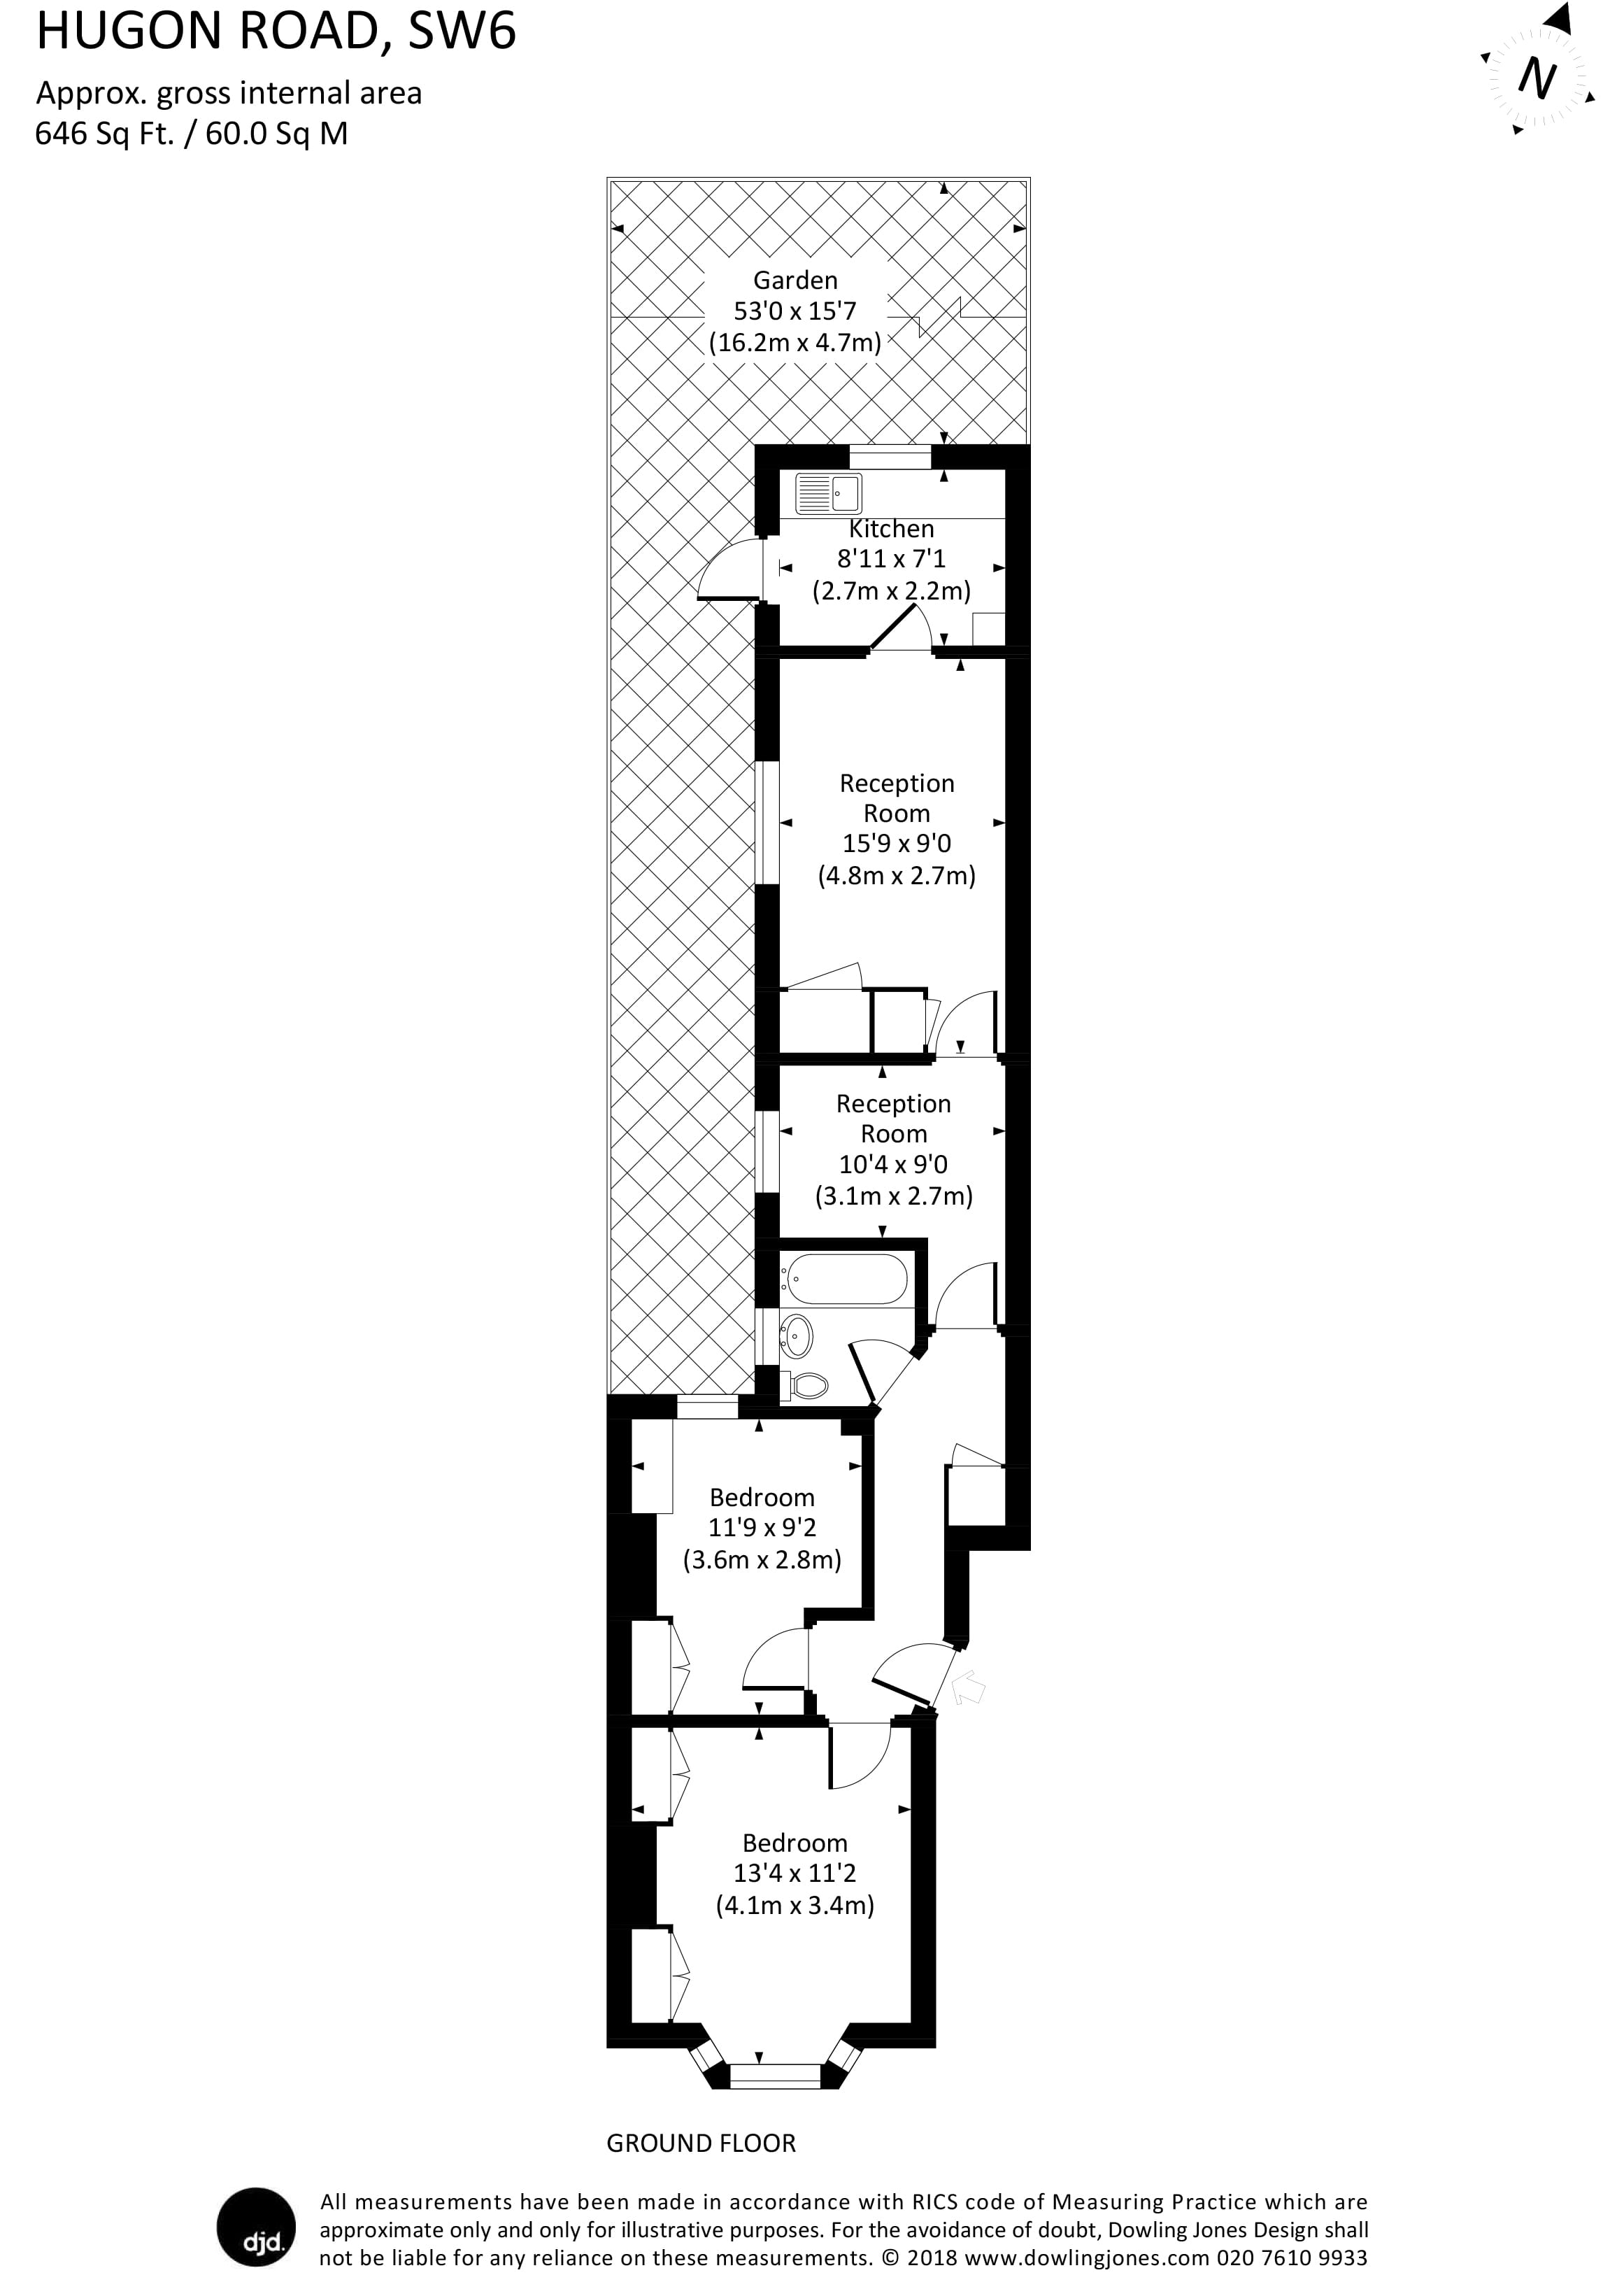 HUGON ROAD, SW6
Approx. gross internal area
646 Sq Ft. / 60.0 Sq M
N
Garden
53'0 x 15'7
(16.2m x 4.7m)
Kitchen
8'11 x 7'1
(2.7m x 2.2m)
Reception
Room
15'9 x 9'0
(4.8m x 2.7m)
Reception
Room
10'4 x 9'0
(3.1m x 2.7m)
Bedroom
11'9 x 9'2
(3.6m x 2.8m)
Bedroom
13'4 x 11'2
(4.1m x 3.4m)
GROUND FLOOR
djd.
All measurements have been made in accordance with RICS code of Measuring Practice which are
approximate only and only for illustrative purposes. For the avoidance of doubt, Dowling Jones Design shall
not be liable for any reliance on these measurements. © 2018 www.dowlingjones.com 020 7610 9933